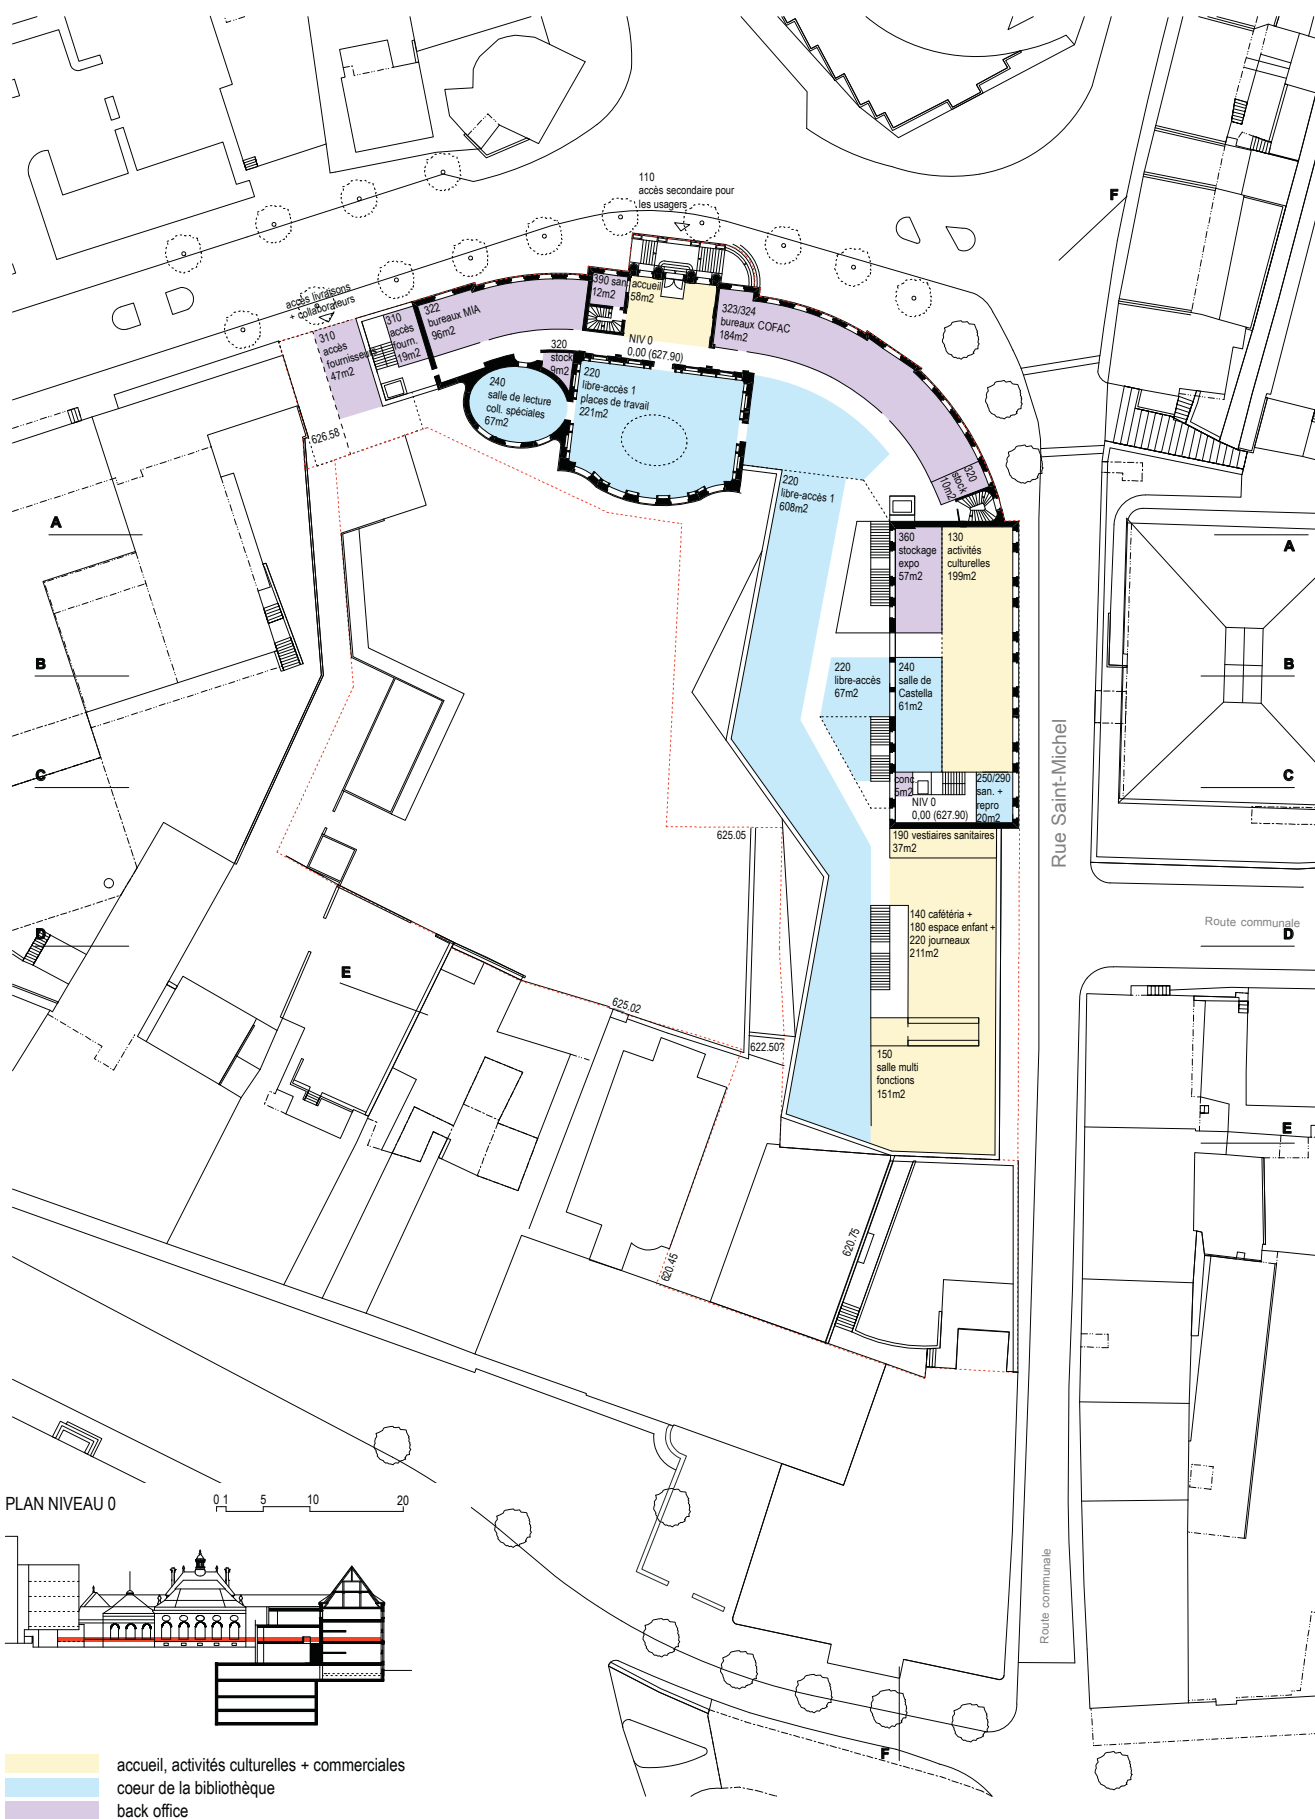 110
accès secondaire pour
les usagers
F
accès livraisons
+ collaborateurs
390 san.
12m2
accueil
58m2
310
accès
fournisseurs
47m2
310
accès
fourn.
19m2
322
bureaux MIA
96m2
323/324
bureaux COFAC
184m2
NIV 0
0,00 (627.90)
320
stock
9m2
240
salle de lecture
coll. spéciales
67m2
220
libre-accès 1
places de travail
221m2
626.58
320
stock
10m2
220
libre-accès 1
608m2
A
A
360
stockage
expo
57m2
130
activités
culturelles
199m2
B
B
220
libre-accès
67m2
240
salle de
Castella
61m2
C
C
conc.
5m2
250/290
san. +
repro
20m2
NIV 0
0,00 (627.90)
Rue Saint-Michel
625.05
190 vestiaires sanitaires
37m2
140 cafétéria +
180 espace enfant +
220 journeaux
211m2
Route communale
D
D
E
625.02
622.50?
150
salle multi
fonctions
151m2
E
620.75
620.45
PLAN NIVEAU 0
0 1 5 10 20
Route communale
F
accueil, activités culturelles + commerciales
coeur de la bibliothèque
back office